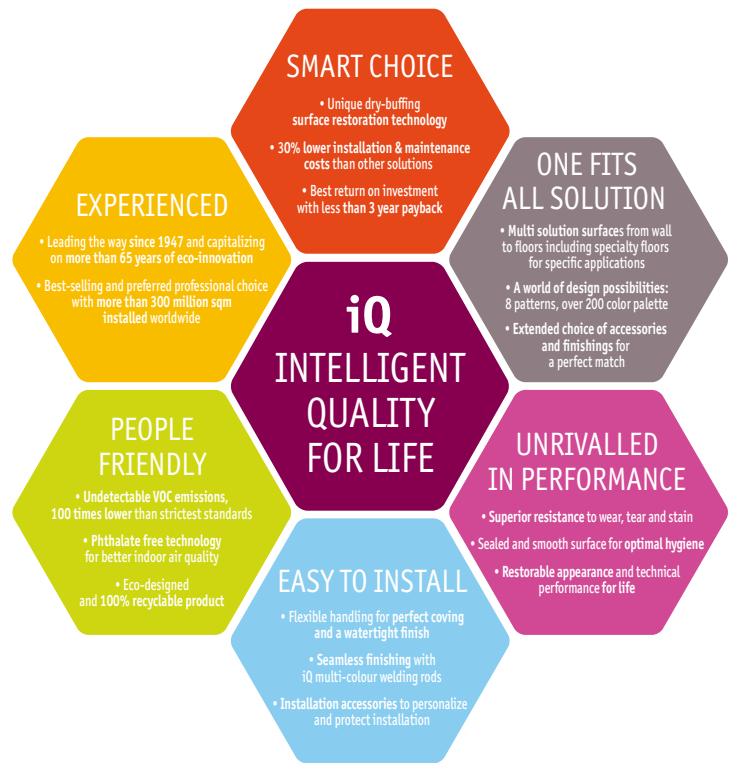 SMART CHOICE
• Unique dry-buffing
surface restoration technology
• 30% lower installation & maintenance
costs than other solutions
• Best return on investment
with less than 3 year payback
EXPERIENCED
• Leading the way since 1947 and capitalizing
on more than 65 years of eco-innovation
• Best-selling and preferred professional choice
with more than 300 million sqm
installed worldwide
ONE FITS
ALL SOLUTION
• Multi solution surfaces from wall
to floors including specialty floors
for specific applications
• A world of design possibilities:
8 patterns, over 200 color palette
• Extended choice of accessories
and finishings for
a perfect match
iQ
INTELLIGENT
QUALITY
FOR LIFE
PEOPLE
FRIENDLY
• Undetectable VOC emissions,
100 times lower than strictest standards
• Phthalate free technology
for better indoor air quality
• Eco-designed
and 100% recyclable product
UNRIVALLED
IN PERFORMANCE
• Superior resistance to wear, tear and stain
• Sealed and smooth surface for optimal hygiene
• Restorable appearance and technical
performance for life
EASY TO INSTALL
• Flexible handling for perfect coving
and a watertight finish
• Seamless finishing with
iQ multi-colour welding rods
• Installation accessories to personalize
and protect installation